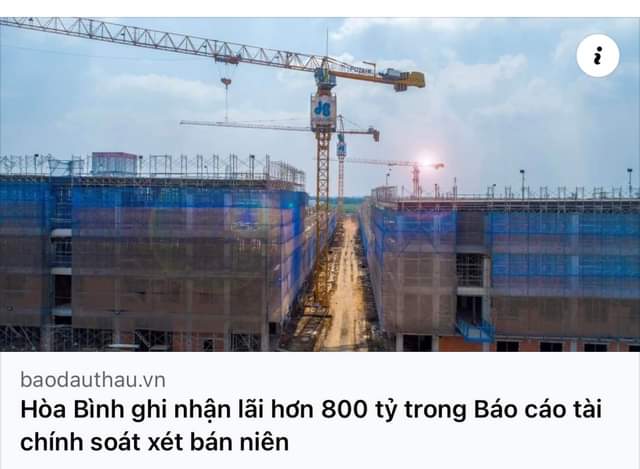 baodauthau.vn
Hòa Bình ghi nhận lãi hơn 800 tỷ trong Báo cáo tài
chính soát xét bán niên